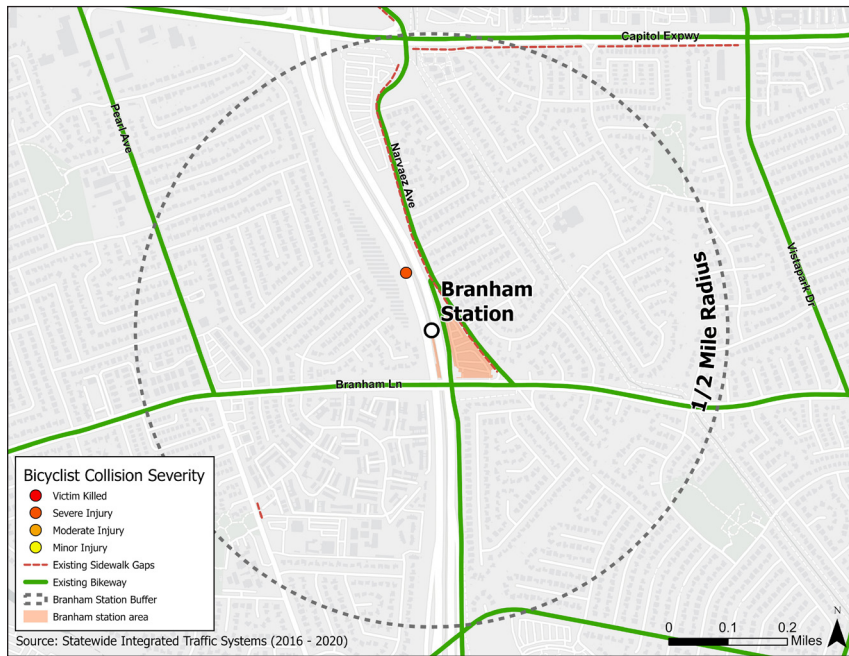 Capitol Expwy
Pearl Ave
Narvaez Ave
Vistapark Dr
Branham
Station
1/2 Mile Radius
Branham Ln
Bicyclist Collision Severity
Victim Killed
Severe Injury
Moderate Injury
Minor Injury
Existing Sidewalk Gaps
Existing Bikeway
Branham Station Buffer
Branham station area
Source: Statewide Integrated Traffic Systems (2016 - 2020)
N
0 0.1 0.2
Miles